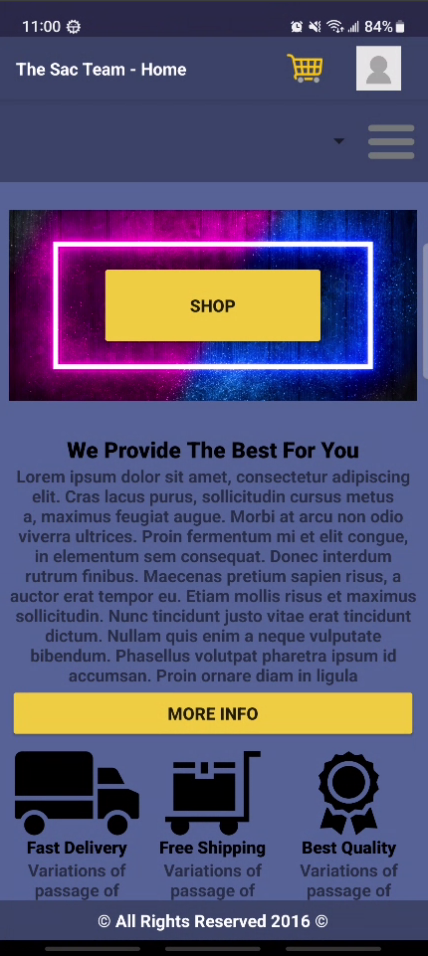 11:00
84%
The Sac Team - Home
SHOP
We Provide The Best For You
Lorem ipsum dolor sit amet, consectetur adipiscing
elit. Cras lacus purus, sollicitudin cursus metus
a, maximus feugiat augue. Morbi at arcu non odio
viverra ultrices. Proin fermentum mi et elit congue,
in elementum sem consequat. Donec interdum
rutrum finibus. Maecenas pretium sapien risus, a
auctor erat tempor eu. Etiam mollis risus et maximus
sollicitudin. Nunc tincidunt justo vitae erat tincidunt
dictum. Nullam quis enim a neque vulputate
bibendum. Phasellus volutpat pharetra ipsum id
accumsan. Proin ornare diam in ligula
MORE INFO
Fast Delivery
Variations of
passage of
Free Shipping
Variations of
passage of
Best Quality
Variations of
passage of
© All Rights Reserved 2016 ©